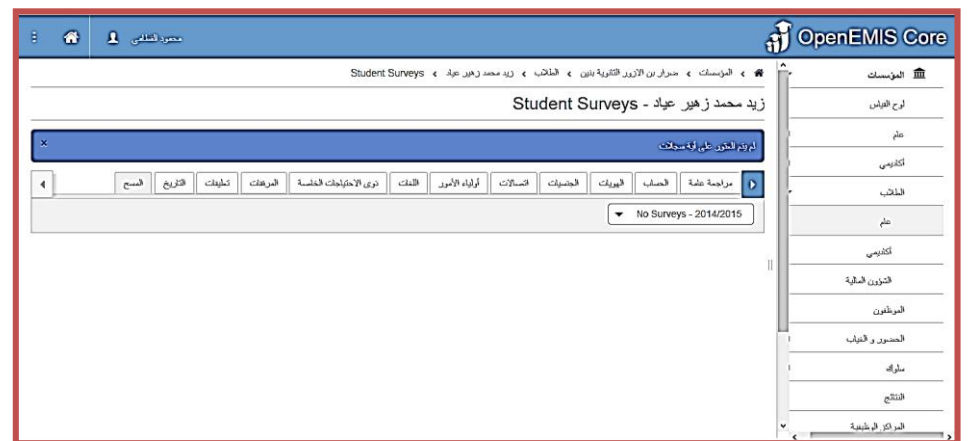 OpenEMIS Core
محمود القلفي
المؤسسات
لوح القياس
عام
أكاديمي
الطلاب
عام
أكاديمي
الشؤون المالية
الموظفون
الحضور و الغياب
سلوك
النتائج
المراكز الوظيفية
المؤسسات › ضرار بن الازور الثانوية بنين › الطلاب › زيد محمد زهير عياد › Student Surveys
زيد محمد زهير عياد - Student Surveys
لم يتم العثور على أية سجلات
×
مراجعة عامة الحساب الهويات الجنسيات اتصالات أولياء الأمور اللغات ذوى الاحتياجات الخاصة المرفقات تعليقات التاريخ المسح
No Surveys - 2014/2015